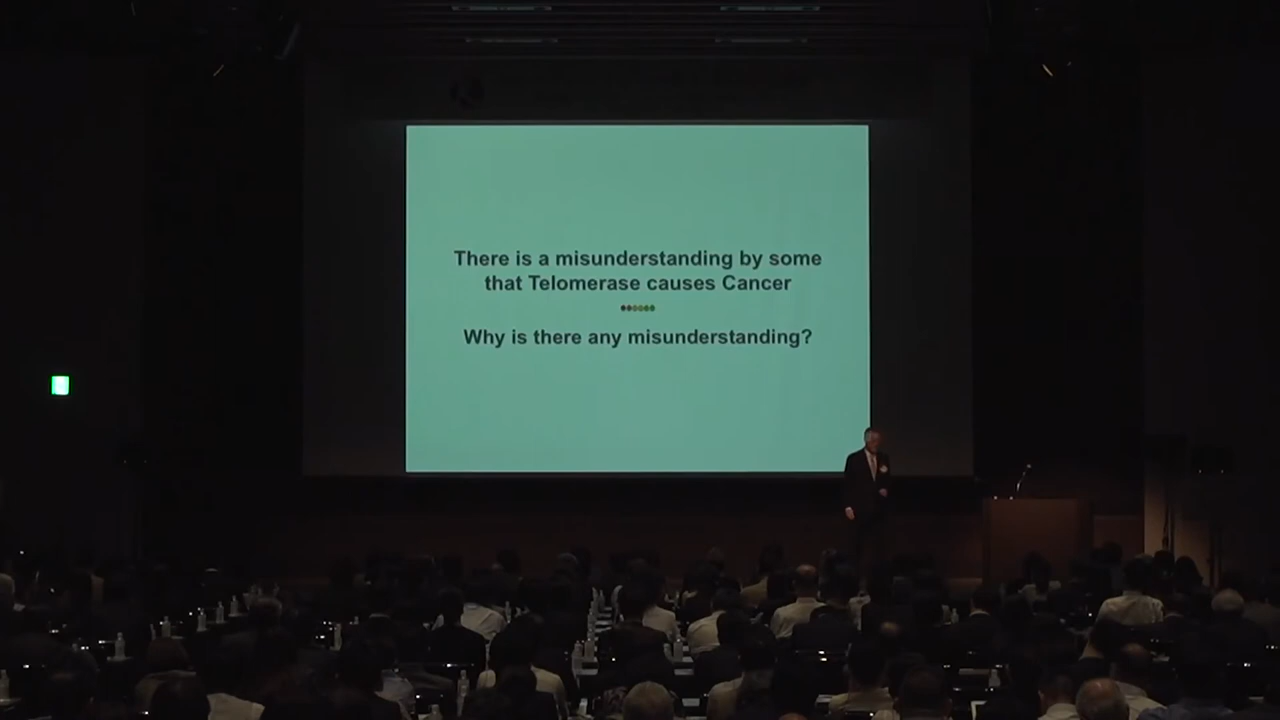 There is a misunderstanding by some
that Telomerase causes Cancer
Why is there any misunderstanding?